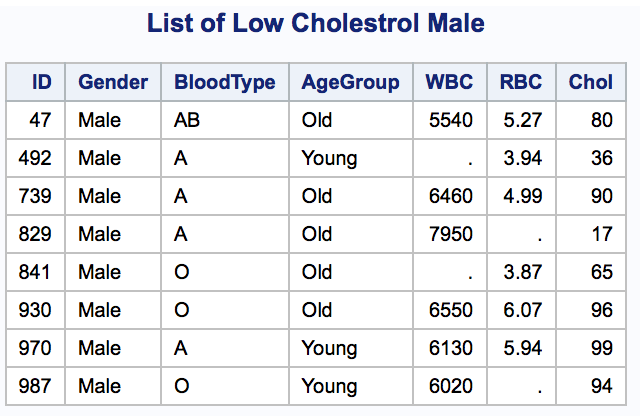 List of Low Cholestrol Male
ID Gender BloodType AgeGroup WBC RBC Chol
47 Male AB Old 5540 5.27 80
492 Male A Young . 3.94 36
739 Male A Old 6460 4.99 90
829 Male A Old 7950 . 17
841 Male O Old . 3.87 65
930 Male O Old 6550 6.07 96
970 Male A Young 6130 5.94 99
987 Male O Young 6020 . 94